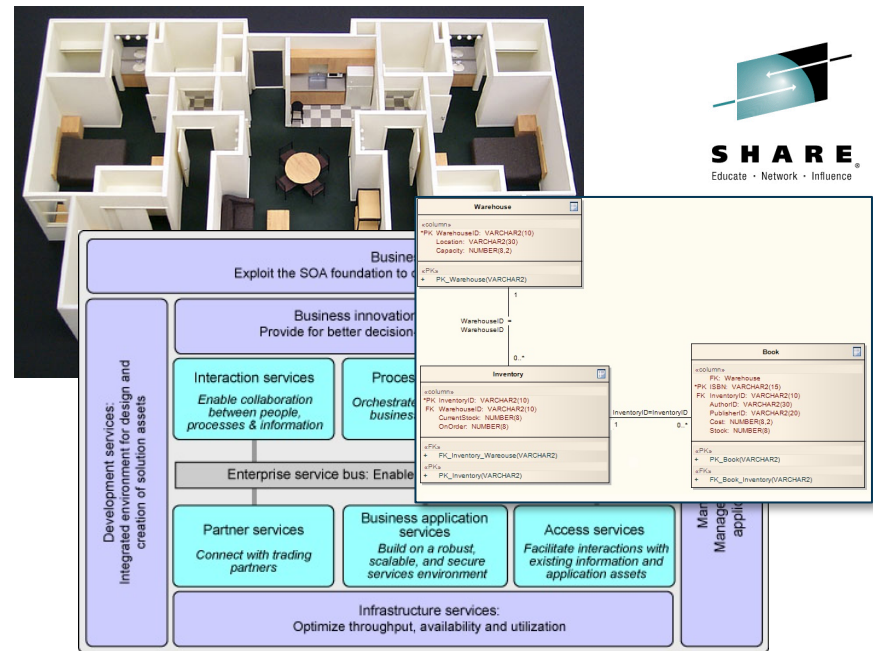 SHARE®
Educate · Network · Influence
Warehouse
«column»
*PK WarehouseID: VARCHAR2(10)
Location: VARCHAR2(30)
Capacity: NUMBER(8,2)
«PK»
+ PK_Warehouse(VARCHAR2)
1
WarehouseID =
WarehouseID
0..*
Inventory
«column»
*PK InventoryID: VARCHAR2(10)
FK WarehouseID: VARCHAR2(10)
CurrentStock: NUMBER(8)
OnOrder: NUMBER(8)
«FK»
+ FK_Inventory_Warehouse(VARCHAR2)
«PK»
+ PK_Inventory(VARCHAR2)
InventoryID=InventoryID
1 0..*
Book
«column»
FK: Warehouse
*PK ISBN: VARCHAR2(15)
FK InventoryID: VARCHAR2(10)
AuthorID: VARCHAR2(30)
PublisherID: VARCHAR2(20)
Cost: NUMBER(8,2)
Stock: NUMBER(8)
«PK»
+ PK_Book(VARCHAR2)
«FK»
+ FK_Book_Inventory(VARCHAR2)
Exploit the SOA foundation to
Business innovation
Provide for better decision
Development services:
Integrated environment for design and
creation of solution assets
Interaction services
Enable collaboration
between people,
processes & information
Proces
Orchestrate
busines
Enterprise service bus: Enable
Partner services
Connect with trading
partners
Business application
services
Build on a robust,
scalable, and secure
services environment
Access services
Facilitate interactions with
existing information and
application assets
Infrastructure services:
Optimize throughput, availability and utilization